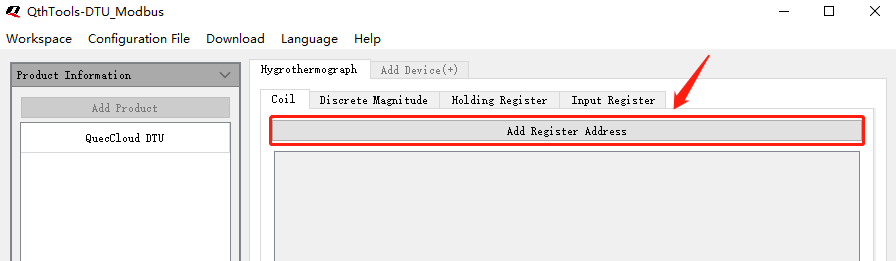 QthTools-DTU_Modbus
Workspace Configuration File Download Language Help
Product Information
Add Product
QuecCloud DTU
Hygrothermograph Add Device(+)
Coil Discrete Magnitude Holding Register Input Register
Add Register Address